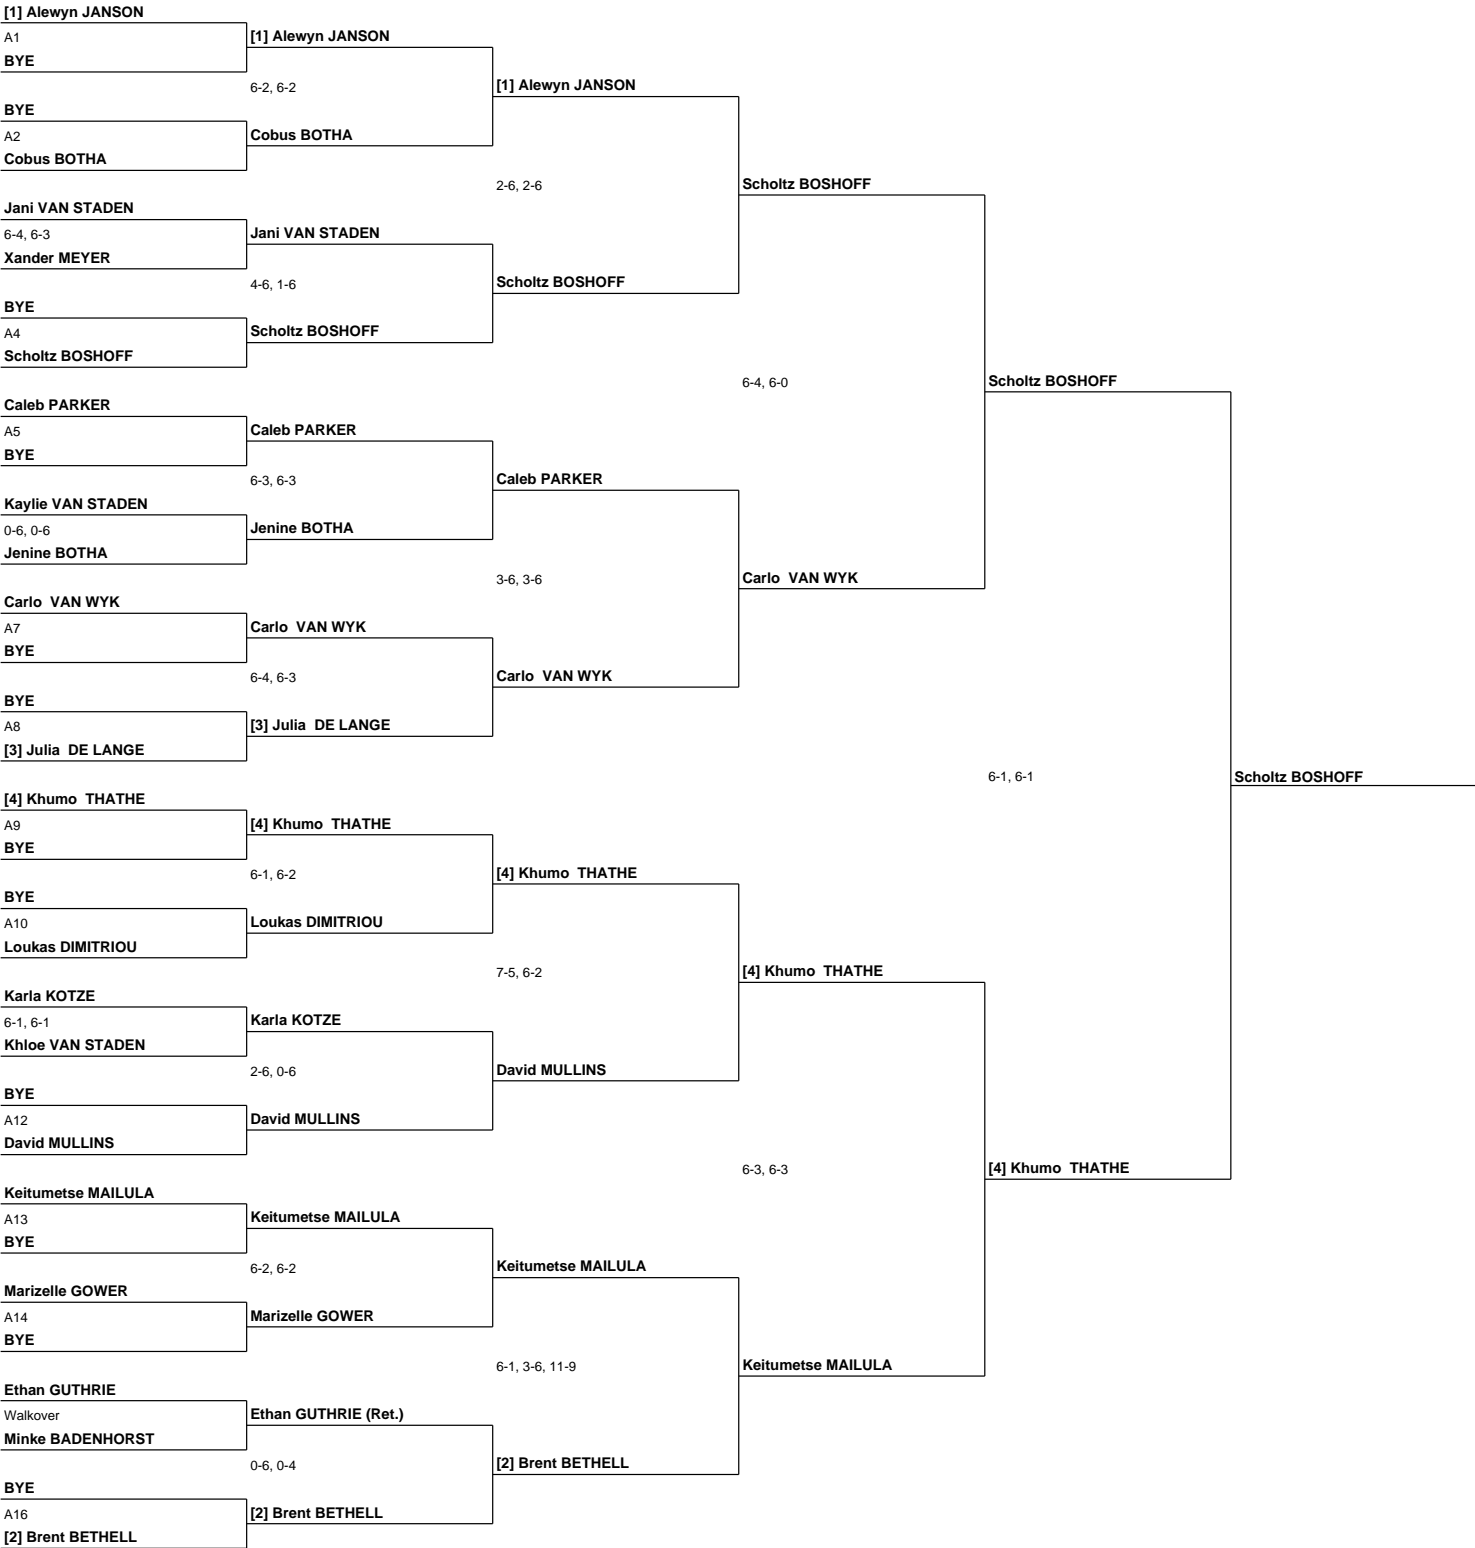 [1] Alewyn JANSON
A1
BYE
[1] Alewyn JANSON
6-2, 6-2
[1] Alewyn JANSON
BYE
A2
Cobus BOTHA
Cobus BOTHA
2-6, 2-6
Scholtz BOSHOFF
Jani VAN STADEN
6-4, 6-3
Xander MEYER
Jani VAN STADEN
4-6, 1-6
Scholtz BOSHOFF
BYE
A4
Scholtz BOSHOFF
Scholtz BOSHOFF
6-4, 6-0
Scholtz BOSHOFF
Caleb PARKER
A5
BYE
Caleb PARKER
6-3, 6-3
Caleb PARKER
Kaylie VAN STADEN
0-6, 0-6
Jenine BOTHA
Jenine BOTHA
3-6, 3-6
Carlo VAN WYK
Carlo VAN WYK
A7
BYE
Carlo VAN WYK
6-4, 6-3
Carlo VAN WYK
BYE
A8
[3] Julia DE LANGE
[3] Julia DE LANGE
6-1, 6-1
Scholtz BOSHOFF
[4] Khumo THATHE
A9
BYE
[4] Khumo THATHE
6-1, 6-2
[4] Khumo THATHE
BYE
A10
Loukas DIMITRIOU
Loukas DIMITRIOU
7-5, 6-2
[4] Khumo THATHE
Karla KOTZE
6-1, 6-1
Khloe VAN STADEN
Karla KOTZE
2-6, 0-6
David MULLINS
BYE
A12
David MULLINS
David MULLINS
6-3, 6-3
[4] Khumo THATHE
Keitumetse MAILULA
A13
BYE
Keitumetse MAILULA
6-2, 6-2
Keitumetse MAILULA
Marizelle GOWER
A14
BYE
Marizelle GOWER
6-1, 3-6, 11-9
Keitumetse MAILULA
Ethan GUTHRIE
Walkover
Minke BADENHORST
Ethan GUTHRIE (Ret.)
0-6, 0-4
[2] Brent BETHELL
BYE
A16
[2] Brent BETHELL
[2] Brent BETHELL